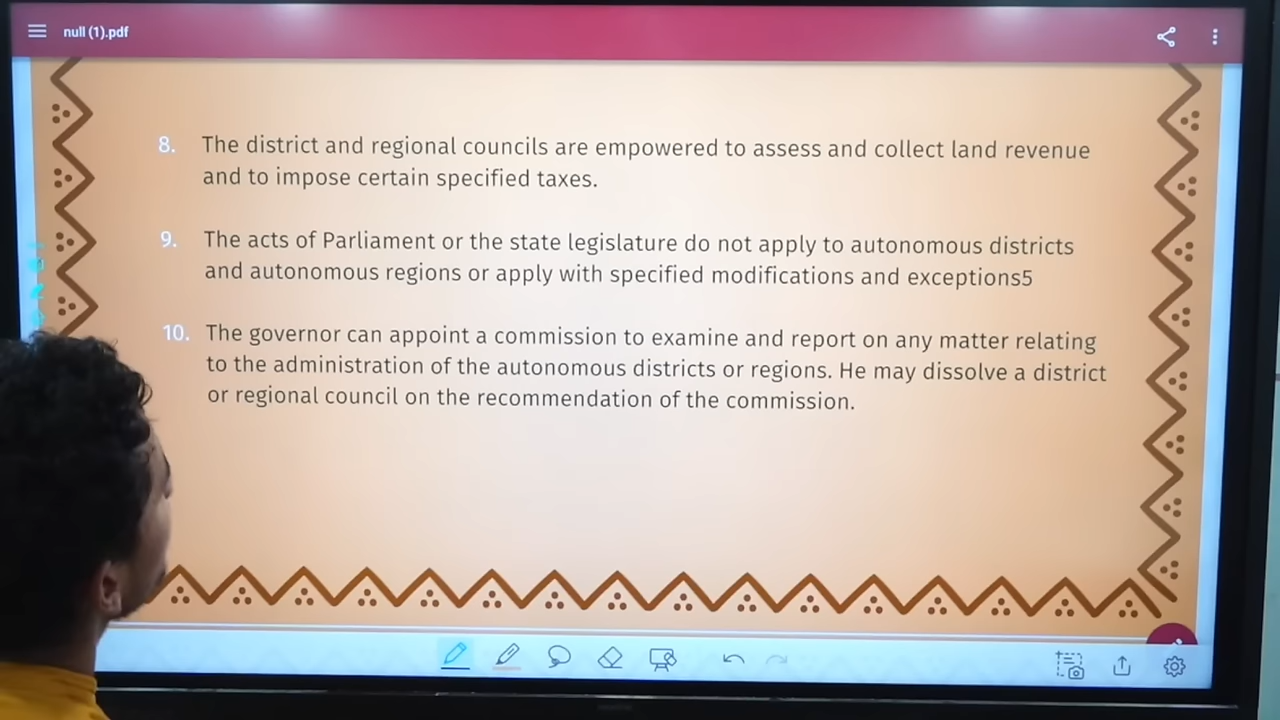 null (1).pdf
8. The district and regional councils are empowered to assess and collect land revenue
and to impose certain specified taxes.
9. The acts of Parliament or the state legislature do not apply to autonomous districts
and autonomous regions or apply with specified modifications and exceptions5
10. The governor can appoint a commission to examine and report on any matter relating
to the administration of the autonomous districts or regions. He may dissolve a district
or regional council on the recommendation of the commission.